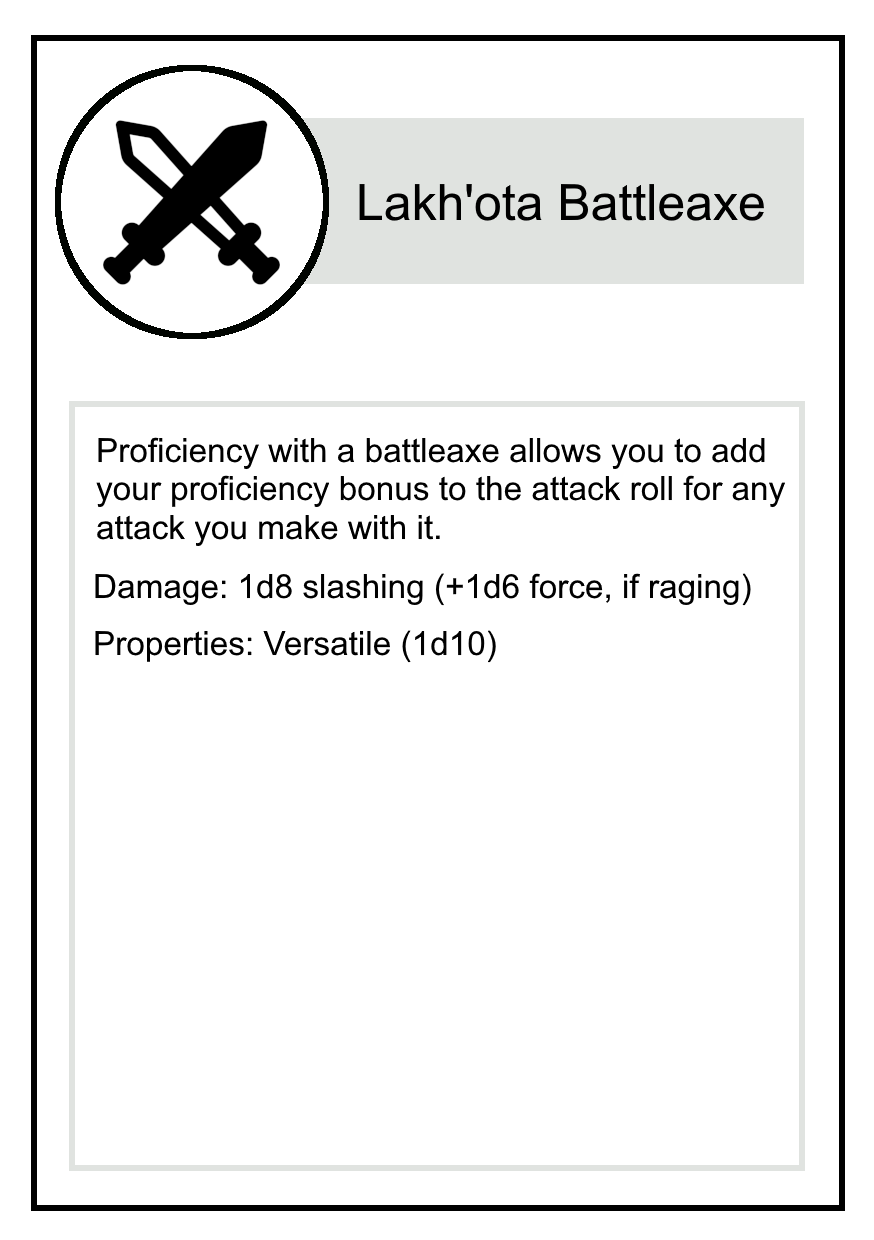 Lakh'ota Battleaxe
Proficiency with a battleaxe allows you to add
your proficiency bonus to the attack roll for any
attack you make with it.
Damage: 1d8 slashing (+1d6 force, if raging)
Properties: Versatile (1d10)